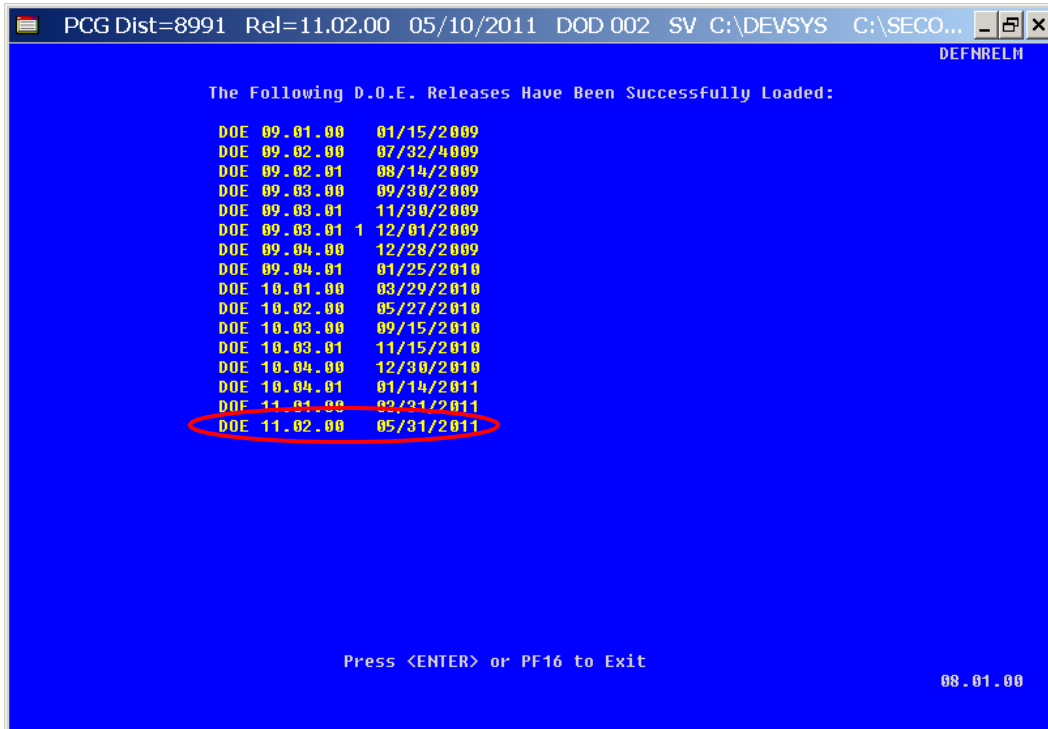 PCG Dist=8991 Rel=11.02.00 05/10/2011 DOD 002 SV C:\DEVSYS C:\SECO...
DEFNRELM
The Following D.O.E. Releases Have Been Successfully Loaded:
DOE 09.01.00 01/15/2009
DOE 09.02.00 07/32/4009
DOE 09.02.01 08/14/2009
DOE 09.03.00 09/30/2009
DOE 09.03.01 11/30/2009
DOE 09.03.01 1 12/01/2009
DOE 09.04.00 12/28/2009
DOE 09.04.01 01/25/2010
DOE 10.01.00 03/29/2010
DOE 10.02.00 05/27/2010
DOE 10.03.00 09/15/2010
DOE 10.03.01 11/15/2010
DOE 10.04.00 12/30/2010
DOE 10.04.01 01/14/2011
DOE 11.01.00 03/31/2011
DOE 11.02.00 05/31/2011
Press <ENTER> or PF16 to Exit
08.01.00